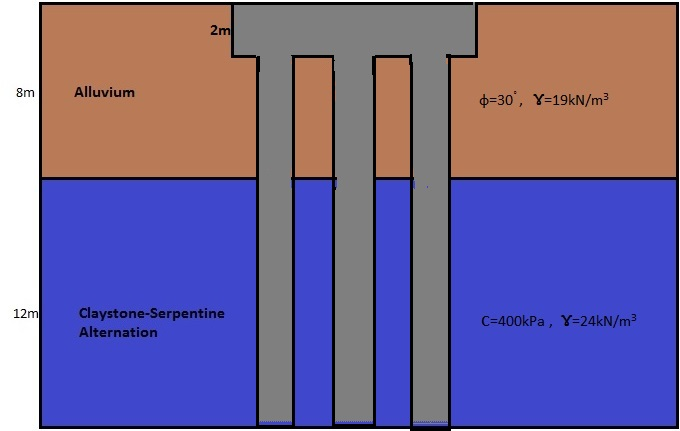 2m
8m
Alluvium
ϕ=30°, ɣ=19kN/m³
12m
Claystone-Serpentine
Alternation
C=400kPa , ɣ=24kN/m³